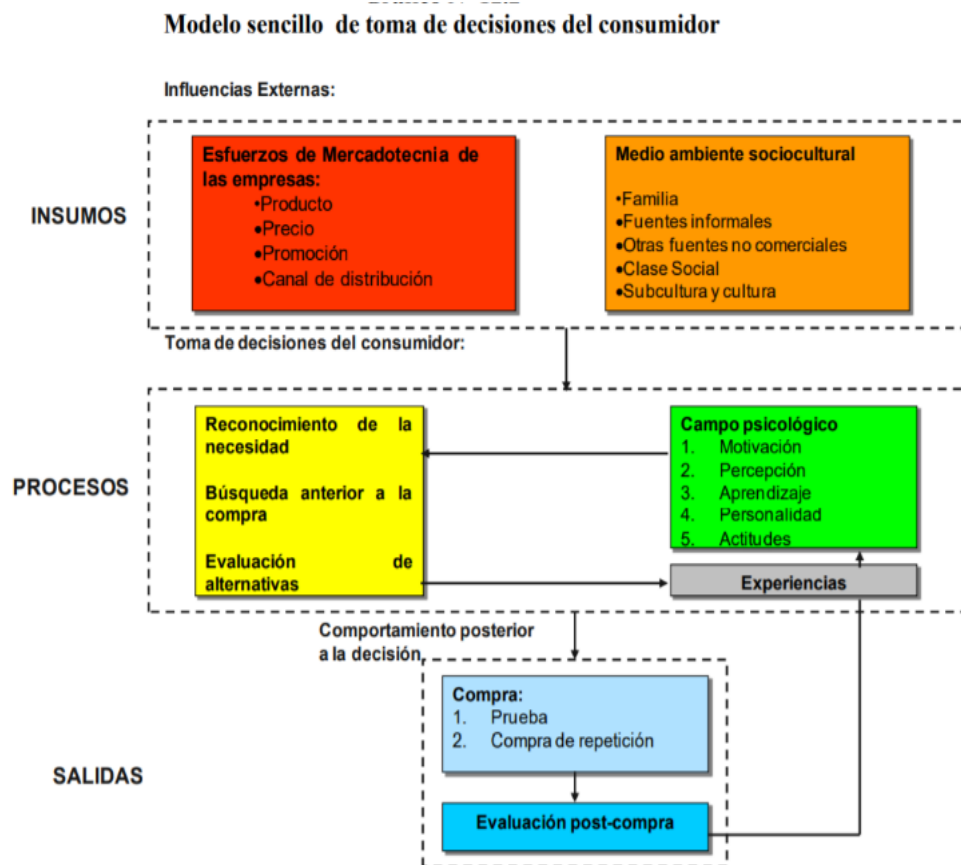 Modelo sencillo de toma de decisiones del consumidor
Influencias Externas:
INSUMOS
Esfuerzos de Mercadotecnia de
las empresas:
•Producto
•Precio
•Promoción
•Canal de distribución
Medio ambiente sociocultural
•Familia
•Fuentes informales
•Otras fuentes no comerciales
•Clase Social
•Subcultura y cultura
Toma de decisiones del consumidor:
PROCESOS
Reconocimiento de la
necesidad
Búsqueda anterior a la
compra
Evaluación de
alternativas
Campo psicológico
1. Motivación
2. Percepción
3. Aprendizaje
4. Personalidad
5. Actitudes
Experiencias
Comportamiento posterior
a la decisión
SALIDAS
Compra:
1. Prueba
2. Compra de repetición
Evaluación post-compra